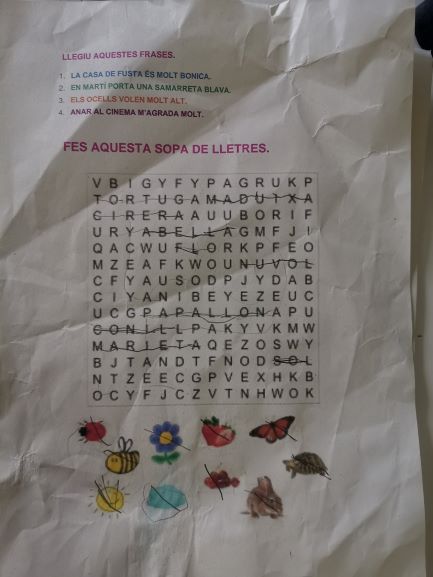 LLEGIU AQUESTES FRASES.
1. LA CASA DE FUSTA ÉS MOLT BONICA.
2. EN MARTÍ PORTA UNA SAMARRETA BLAVA.
3. ELS OCELLS VOLEN MOLT ALT.
4. ANAR AL CINEMA M'AGRADA MOLT.
FES AQUESTA SOPA DE LLETRES.
V B I G Y F Y P A G R U K P
T O R T U G A M A D U I X A
C I R E R A A U U B O R I F
U R Y A B E L L A G M F J I
Q A C W U F L O R K P F E O
M Z E A F K W O U N U V O L
C F Y A U S O D P J Y D A B
C I Y A N I B E Y E Z E U C
U C G P A P A L L O N A P U
C O N I L L L P A K Y V K M W
M A R I E T A Q E Z O S W Y
B J T A N D T F N O D S O L
N T Z E E C G P V E X H K B
O C Y F J C Z V T N H W O K